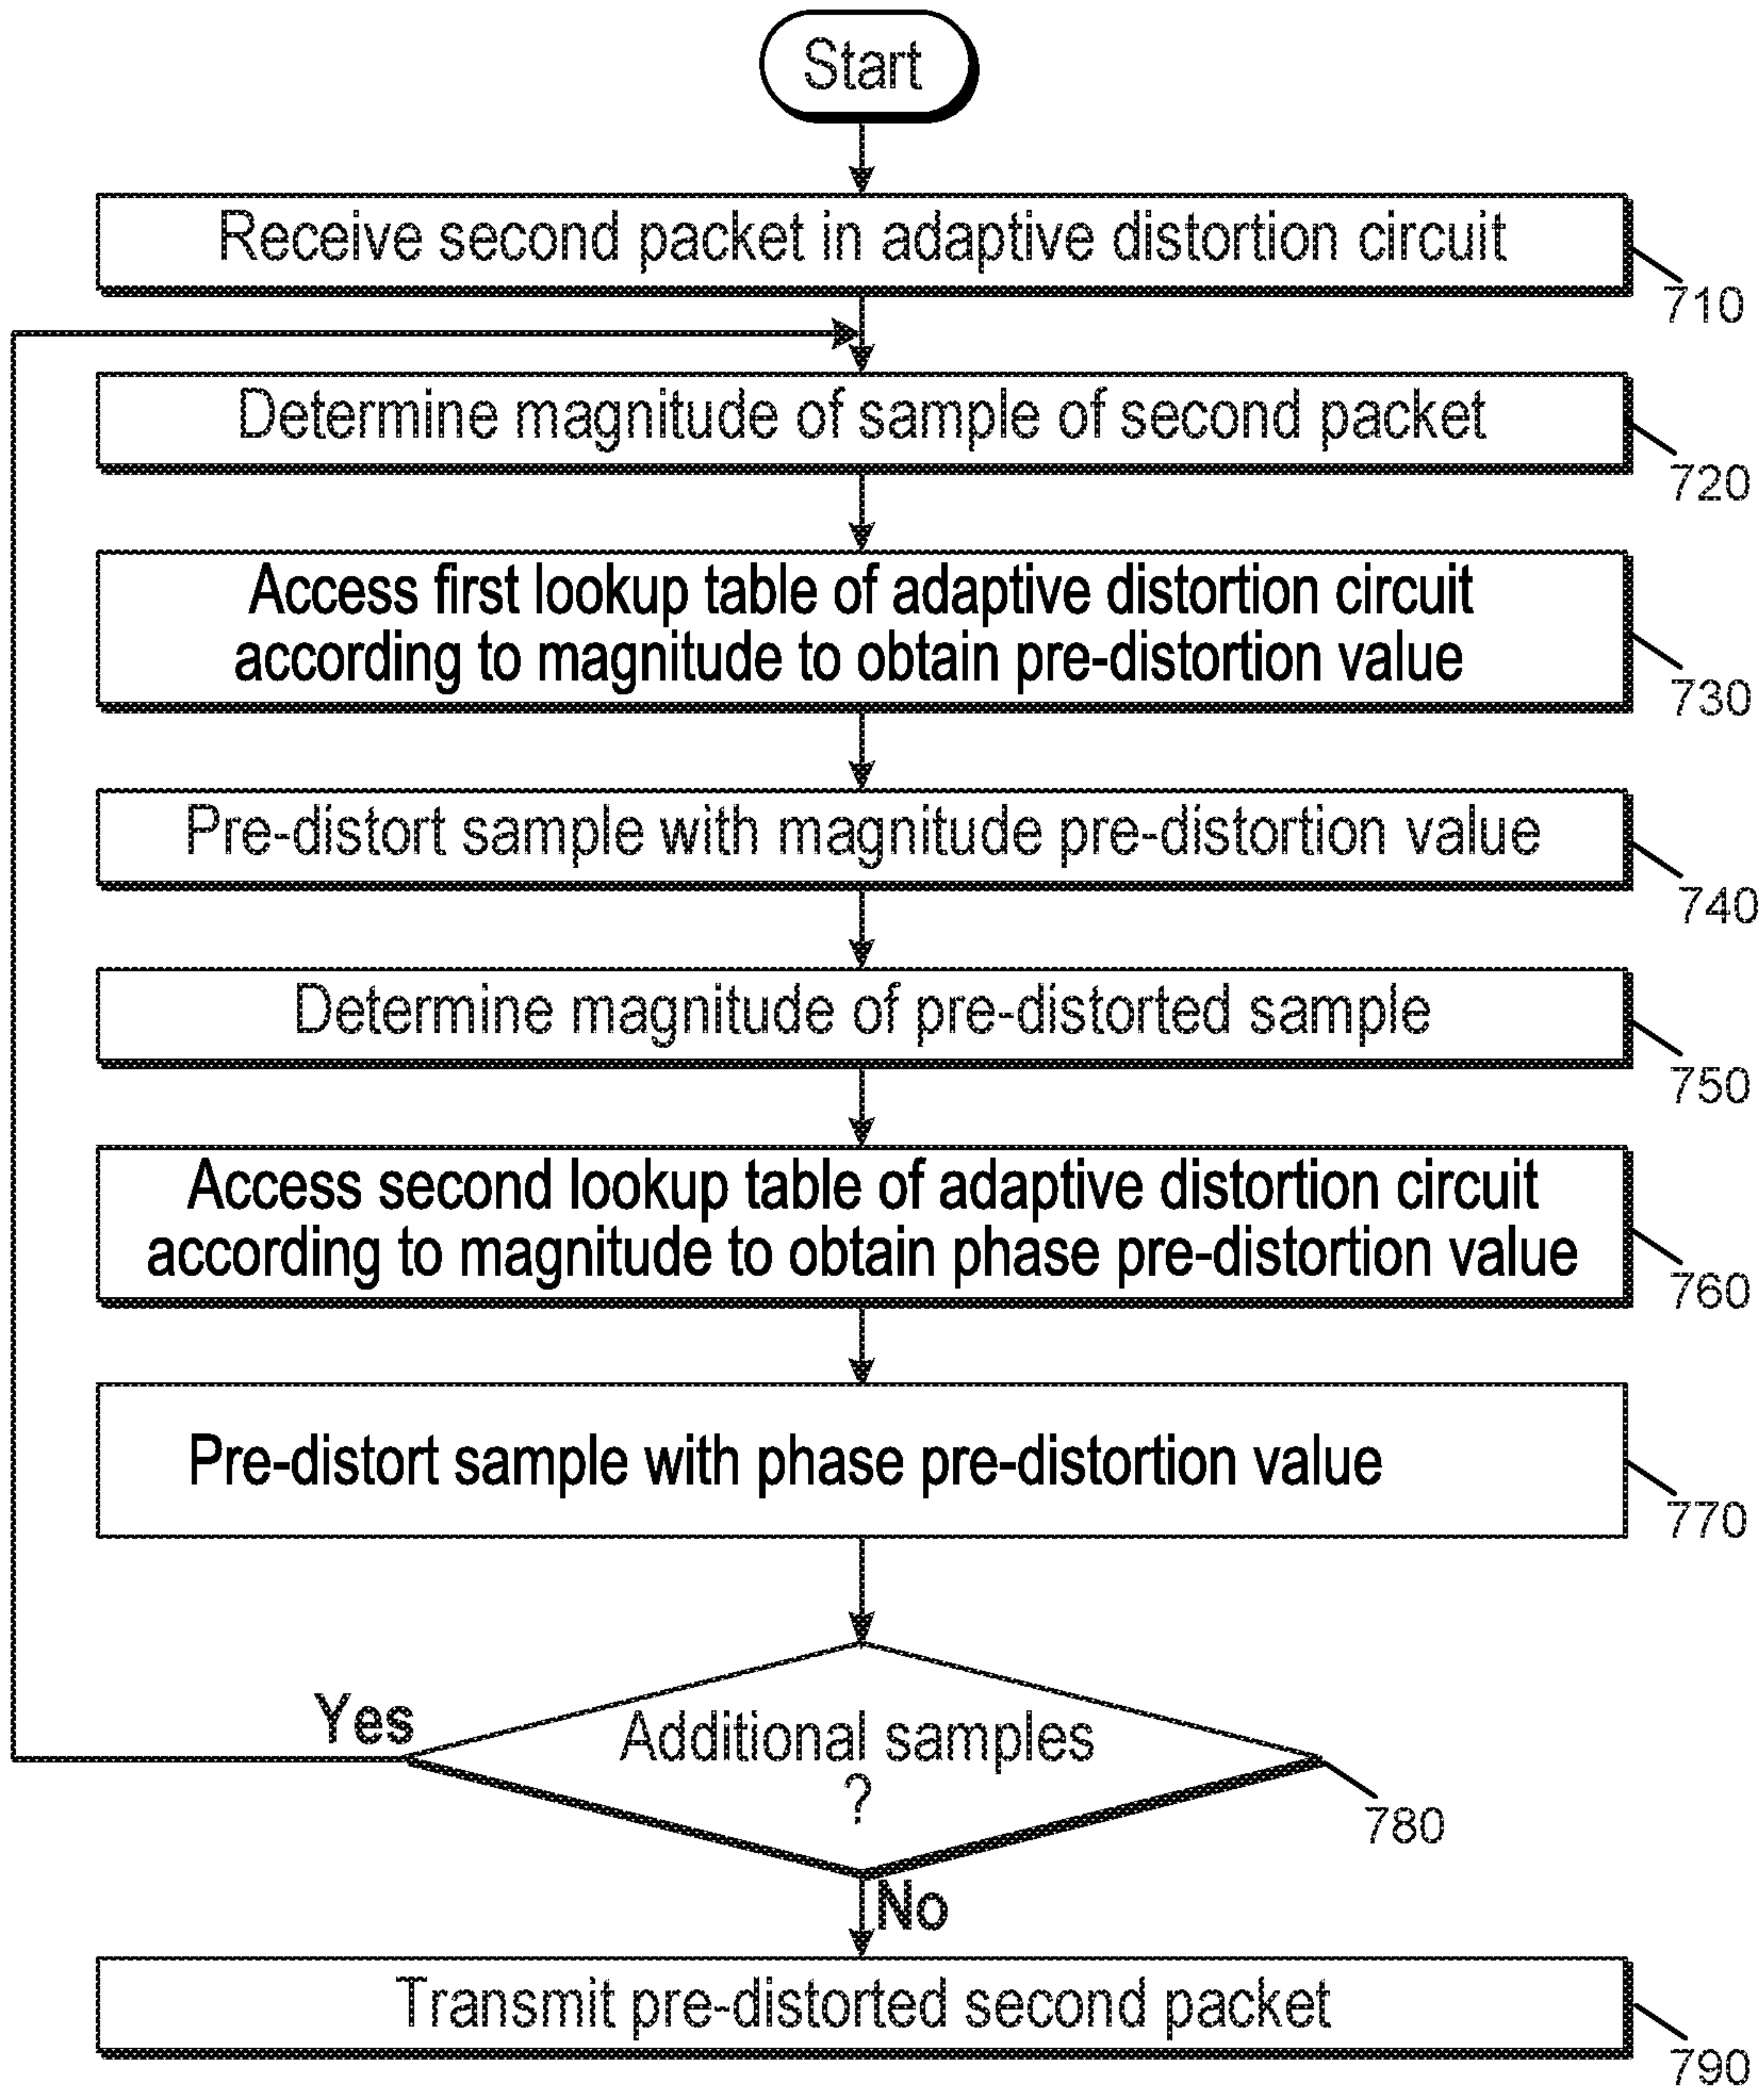 Start
Receive second packet in adaptive distortion circuit
710
Determine magnitude of sample of second packet
720
Access first lookup table of adaptive distortion circuit
according to magnitude to obtain pre-distortion value
730
Pre-distort sample with magnitude pre-distortion value
740
Determine magnitude of pre-distorted sample
750
Access second lookup table of adaptive distortion circuit
according to magnitude to obtain phase pre-distortion value
760
Pre-distort sample with phase pre-distortion value
770
Yes
Additional samples
?
780
No
Transmit pre-distorted second packet
790